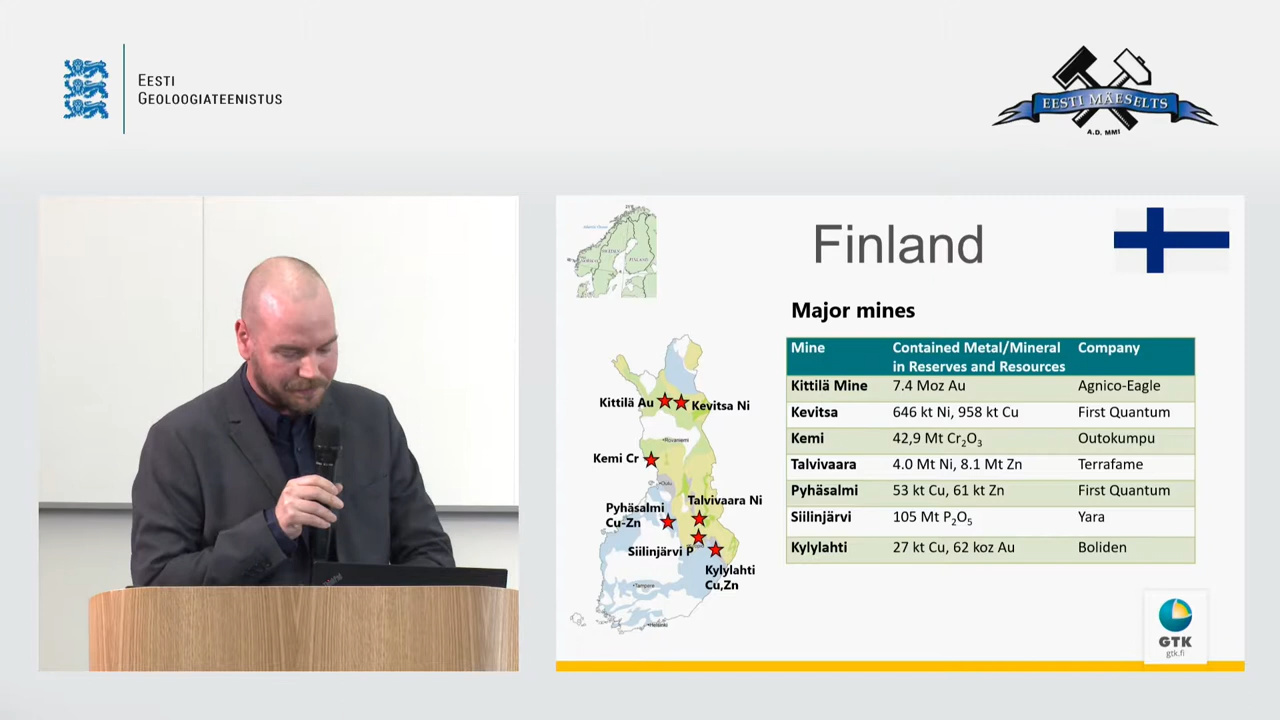 EESTI
GEOLOOGIATEENISTUS
EESTI MÄESELTS
A.D. MMI
Finland
Major mines
Mine Contained Metal/Mineral in Reserves and Resources Company
Kittilä Mine 7.4 Moz Au Agnico-Eagle
Kevitsa 646 kt Ni, 958 kt Cu First Quantum
Kemi 42,9 Mt Cr₂O₃ Outokumpu
Talvivaara 4.0 Mt Ni, 8.1 Mt Zn Terrafame
Pyhäsalmi 53 kt Cu, 61 kt Zn First Quantum
Siilinjärvi 105 Mt P₂O₅ Yara
Kylylahti 27 kt Cu, 62 koz Au Boliden
Kittilä Au
Kevitsa Ni
Rovaniemi
Kemi Cr
Oulu
Talvivaara Ni
Pyhäsalmi
Cu-Zn
Siilinjärvi P
Kylylahti
Cu,Zn
Tampere
Helsinki
GTK
gtk.fi